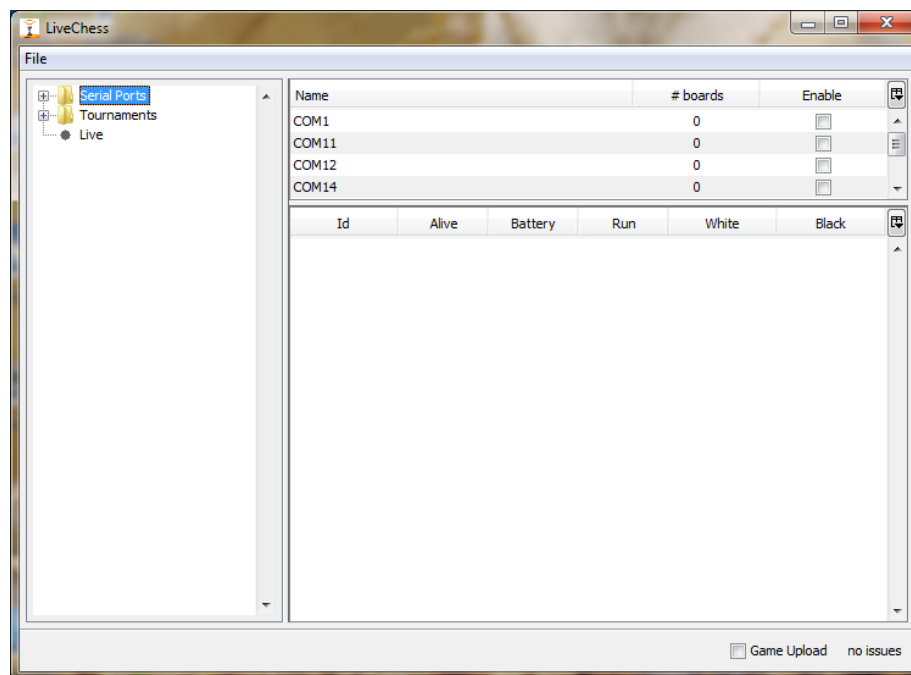 LiveChess
File
Serial Ports
Tournaments
Live
Name # boards Enable
COM1 0
COM11 0
COM12 0
COM14 0
Id Alive Battery Run White Black
Game Upload no issues